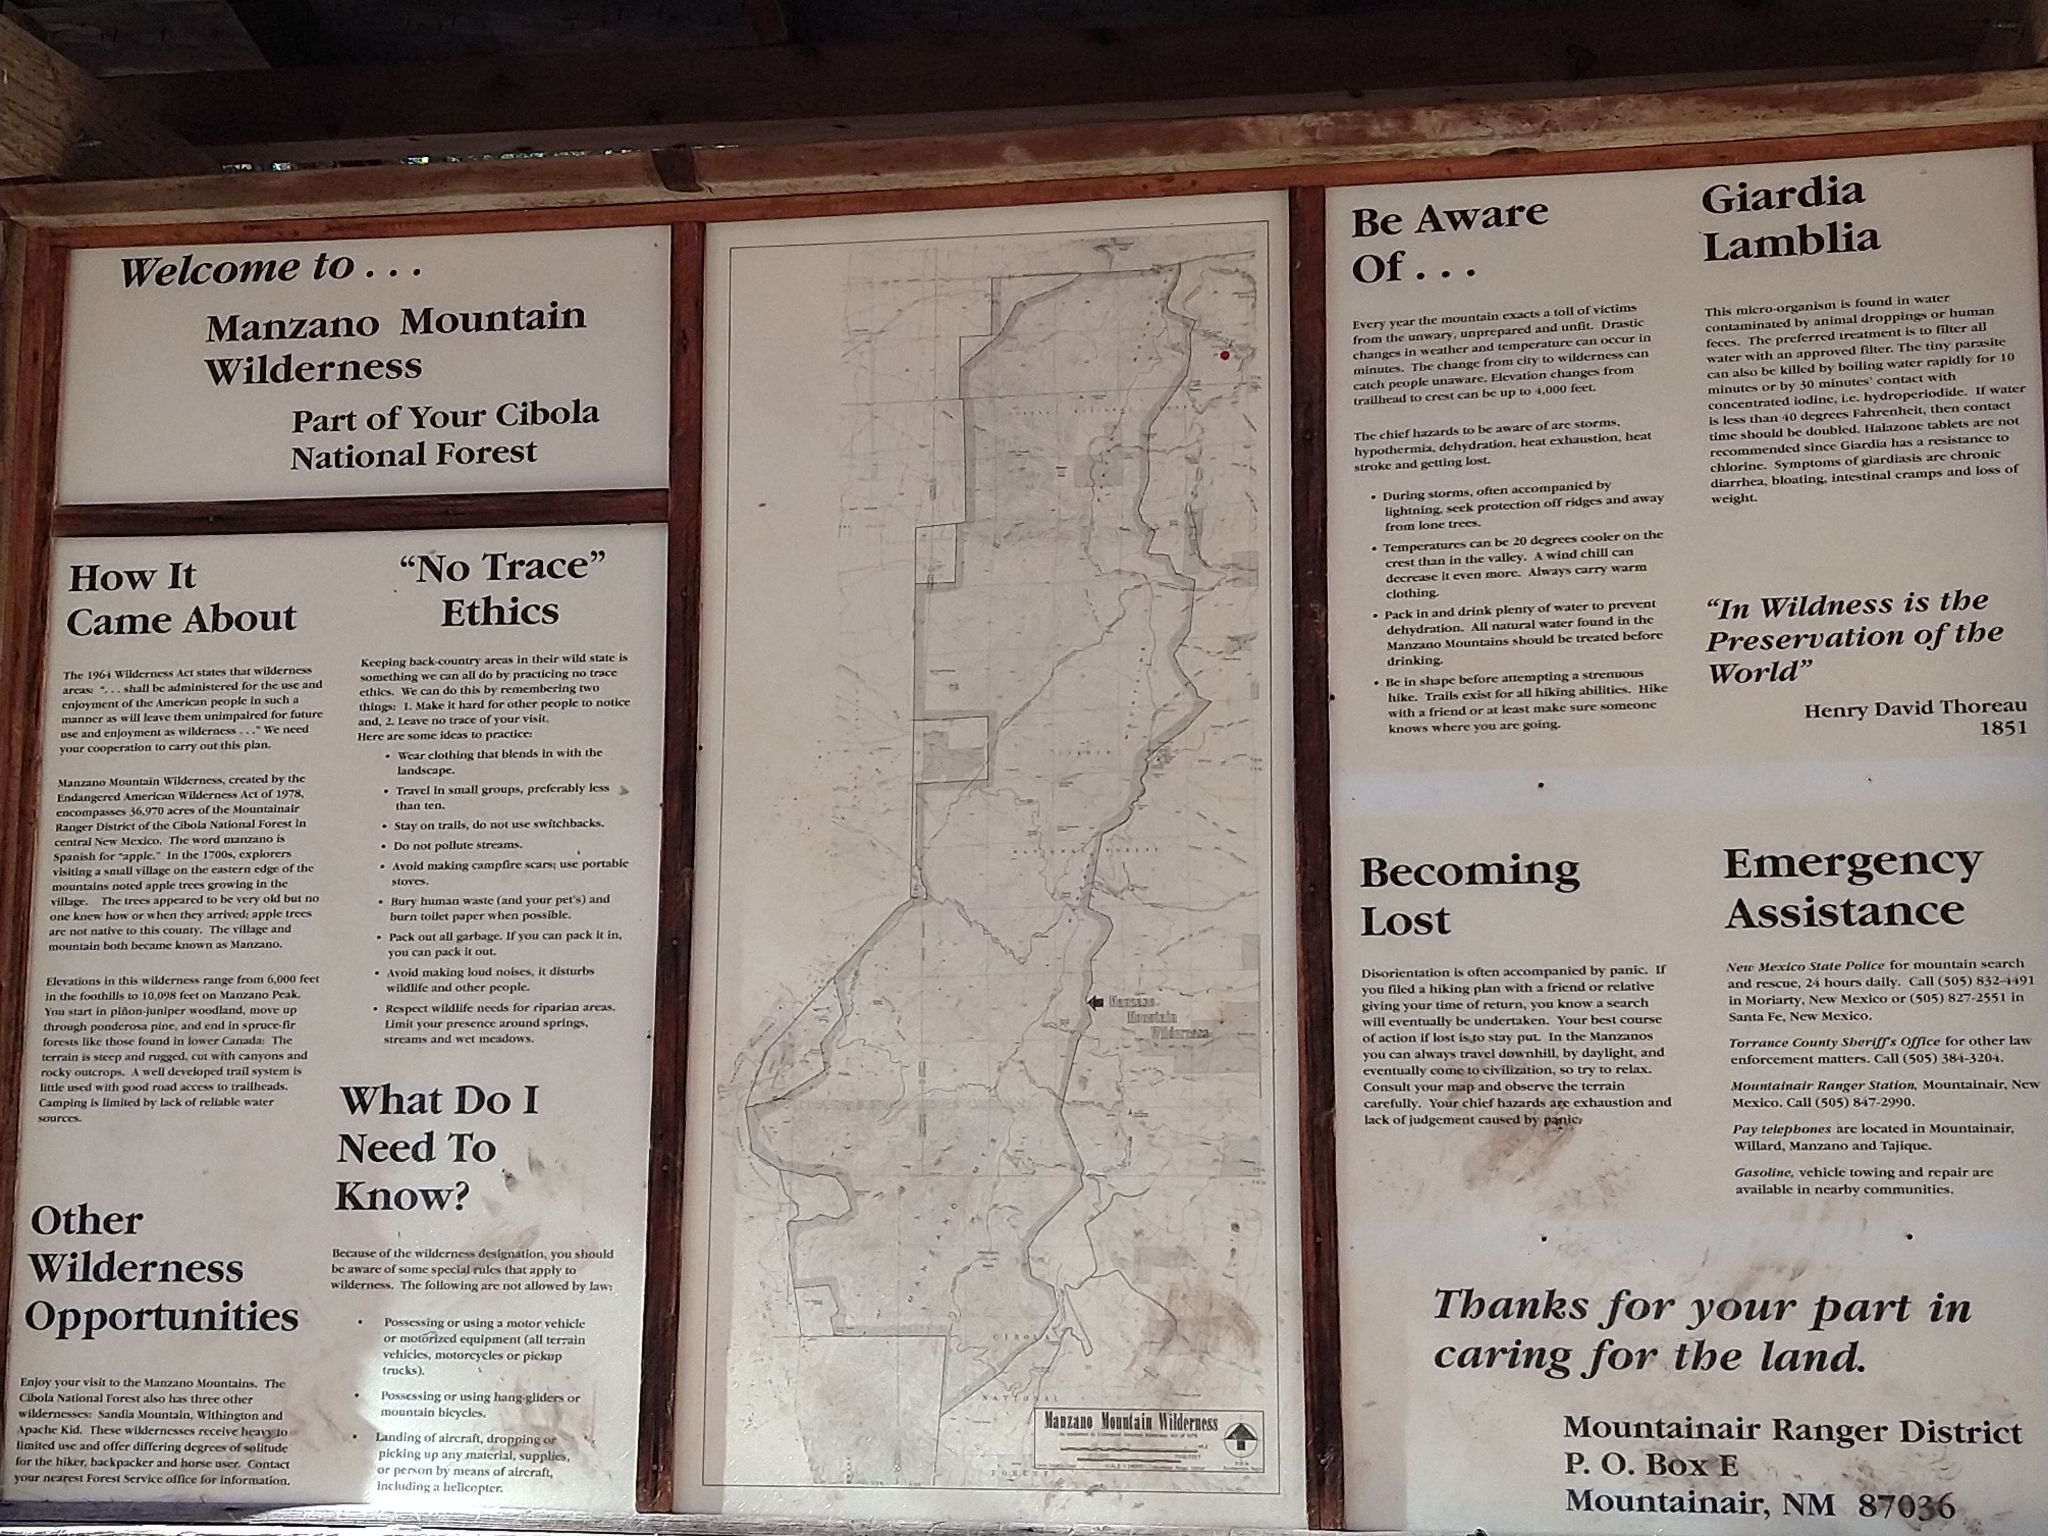 Welcome to . . .
Manzano Mountain
Wilderness
Part of Your Cibola
National Forest
How It
Came About
The 1964 Wilderness Act states that wilderness
areas: ". . . shall be administered for the use and
enjoyment of the American people in such a
manner as will leave them unimpaired for future
use and enjoyment as wilderness . . ." We need
your cooperation to carry out this plan.
Manzano Mountain Wilderness, created by the
Endangered American Wilderness Act of 1978,
encompasses 36,970 acres of the Mountainair
Ranger District of the Cibola National Forest in
central New Mexico. The word manzano is
Spanish for "apple." In the 1700s, explorers
visiting a small village on the eastern edge of the
mountains noted apple trees growing in the
village. The trees appeared to be very old but no
one knew how or when they arrived; apple trees
are not native to this county. The village and
mountain both became known as Manzano.
Elevations in this wilderness range from 6,000 feet
in the foothills to 10,098 feet on Manzano Peak.
You start in piñon-juniper woodland, move up
through ponderosa pine, and end in spruce-fir
forests like those found in lower Canada. The
terrain is steep and rugged, cut with canyons and
rocky outcrops. A well developed trail system is
little used with good road access to trailheads.
Camping is limited by lack of reliable water
sources.
Other
Wilderness
Opportunities
Enjoy your visit to the Manzano Mountains. The
Cibola National Forest also has three other
wildernesses: Sandia Mountain, Withington and
Apache Kid. These wildernesses receive heavy to
limited use and offer differing degrees of solitude
for the hiker, backpacker and horse user. Contact
your nearest Forest Service office for information.
"No Trace"
Ethics
Keeping back-country areas in their wild state is
something we can all do by practicing no trace
ethics. We can do this by remembering two
things: 1. Make it hard for other people to notice
and, 2. Leave no trace of your visit.
Here are some ideas to practice:
• Wear clothing that blends in with the
landscape.
• Travel in small groups, preferably less
than ten.
• Stay on trails, do not use switchbacks.
• Do not pollute streams.
• Avoid making campfire scars; use portable
stoves.
• Bury human waste (and your pet's) and
burn toilet paper when possible.
• Pack out all garbage. If you can pack it in,
you can pack it out.
• Avoid making loud noises, it disturbs
wildlife and other people.
• Respect wildlife needs for riparian areas.
Limit your presence around springs,
streams and wet meadows.
What Do I
Need To
Know?
Because of the wilderness designation, you should
be aware of some special rules that apply to
wilderness. The following are not allowed by law:
• Possessing or using a motor vehicle
or motorized equipment (all terrain
vehicles, motorcycles or pickup
trucks).
• Possessing or using hang-gliders or
mountain bicycles.
• Landing of aircraft, dropping or
picking up any material, supplies,
or person by means of aircraft,
including a helicopter.
Manzano
Mountain
Wilderness
CIBOLA
NATIONAL
FOREST
Manzano Mountain Wilderness
Be Aware
Of . . .
Every year the mountain exacts a toll of victims
from the unwary, unprepared and unfit. Drastic
changes in weather and temperature can occur in
minutes. The change from city to wilderness can
catch people unaware. Elevation changes from
trailhead to crest can be up to 4,000 feet.
The chief hazards to be aware of are storms,
hypothermia, dehydration, heat exhaustion, heat
stroke and getting lost.
• During storms, often accompanied by
lightning, seek protection off ridges and away
from lone trees.
• Temperatures can be 20 degrees cooler on the
crest than in the valley. A wind chill can
decrease it even more. Always carry warm
clothing.
• Pack in and drink plenty of water to prevent
dehydration. All natural water found in the
Manzano Mountains should be treated before
drinking.
• Be in shape before attempting a strenuous
hike. Trails exist for all hiking abilities. Hike
with a friend or at least make sure someone
knows where you are going.
Giardia
Lamblia
This micro-organism is found in water
contaminated by animal droppings or human
feces. The preferred treatment is to filter all
water with an approved filter. The tiny parasite
can also be killed by boiling water rapidly for 10
minutes or by 30 minutes' contact with
concentrated iodine, i.e. hydroperiodide. If water
is less than 40 degrees Fahrenheit, then contact
time should be doubled. Halazone tablets are not
recommended since Giardia has a resistance to
chlorine. Symptoms of giardiasis are chronic
diarrhea, bloating, intestinal cramps and loss of
weight.
"In Wildness is the
Preservation of the
World"
Henry David Thoreau
1851
Becoming
Lost
Disorientation is often accompanied by panic. If
you filed a hiking plan with a friend or relative
giving your time of return, you know a search
will eventually be undertaken. Your best course
of action if lost is to stay put. In the Manzanos
you can always travel downhill, by daylight, and
eventually come to civilization, so try to relax.
Consult your map and observe the terrain
carefully. Your chief hazards are exhaustion and
lack of judgement caused by panic.
Emergency
Assistance
New Mexico State Police for mountain search
and rescue, 24 hours daily. Call (505) 832-4491
in Moriarty, New Mexico or (505) 827-2551 in
Santa Fe, New Mexico.
Torrance County Sheriff's Office for other law
enforcement matters. Call (505) 384-3204.
Mountainair Ranger Station, Mountainair, New
Mexico. Call (505) 847-2990.
Pay telephones are located in Mountainair,
Willard, Manzano and Tajique.
Gasoline, vehicle towing and repair are
available in nearby communities.
Thanks for your part in
caring for the land.
Mountainair Ranger District
P. O. Box E
Mountainair, NM 87036